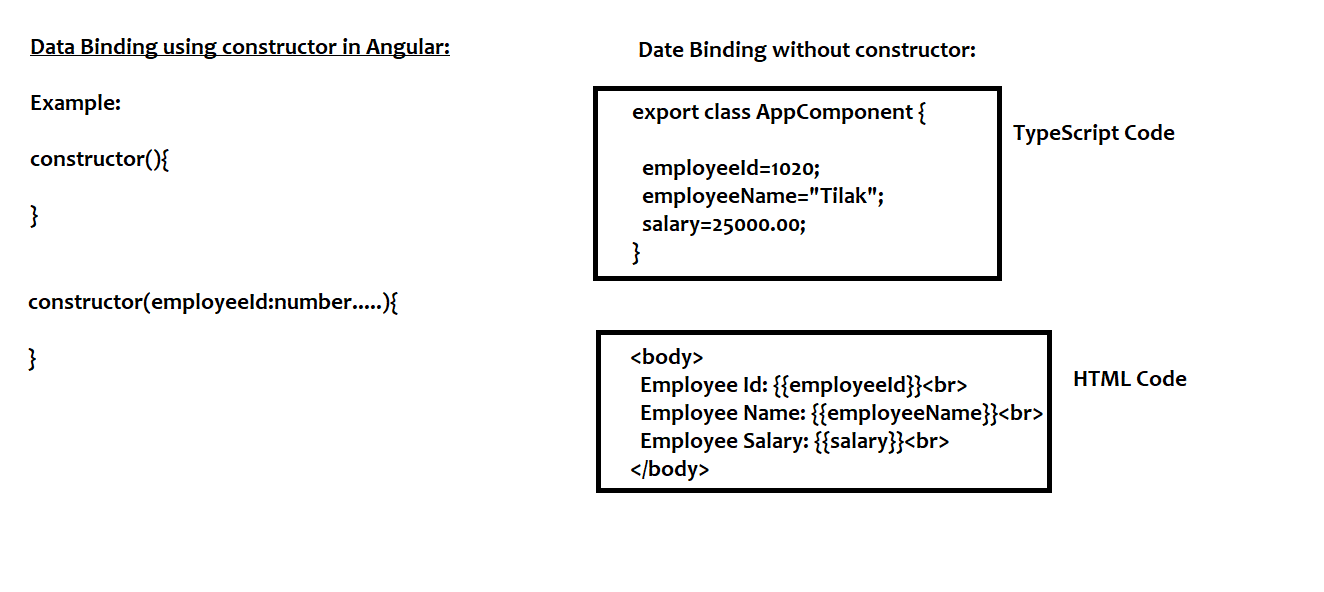 Data Binding using constructor in Angular:
Example:
constructor(){
}
constructor(employeeId:number.....){
}
Date Binding without constructor:
export class AppComponent {
employeeId=1020;
employeeName="Tilak";
salary=25000.00;
}
TypeScript Code
<body>
Employee Id: {{employeeId}}<br>
Employee Name: {{employeeName}}<br>
Employee Salary: {{salary}}<br>
</body>
HTML Code